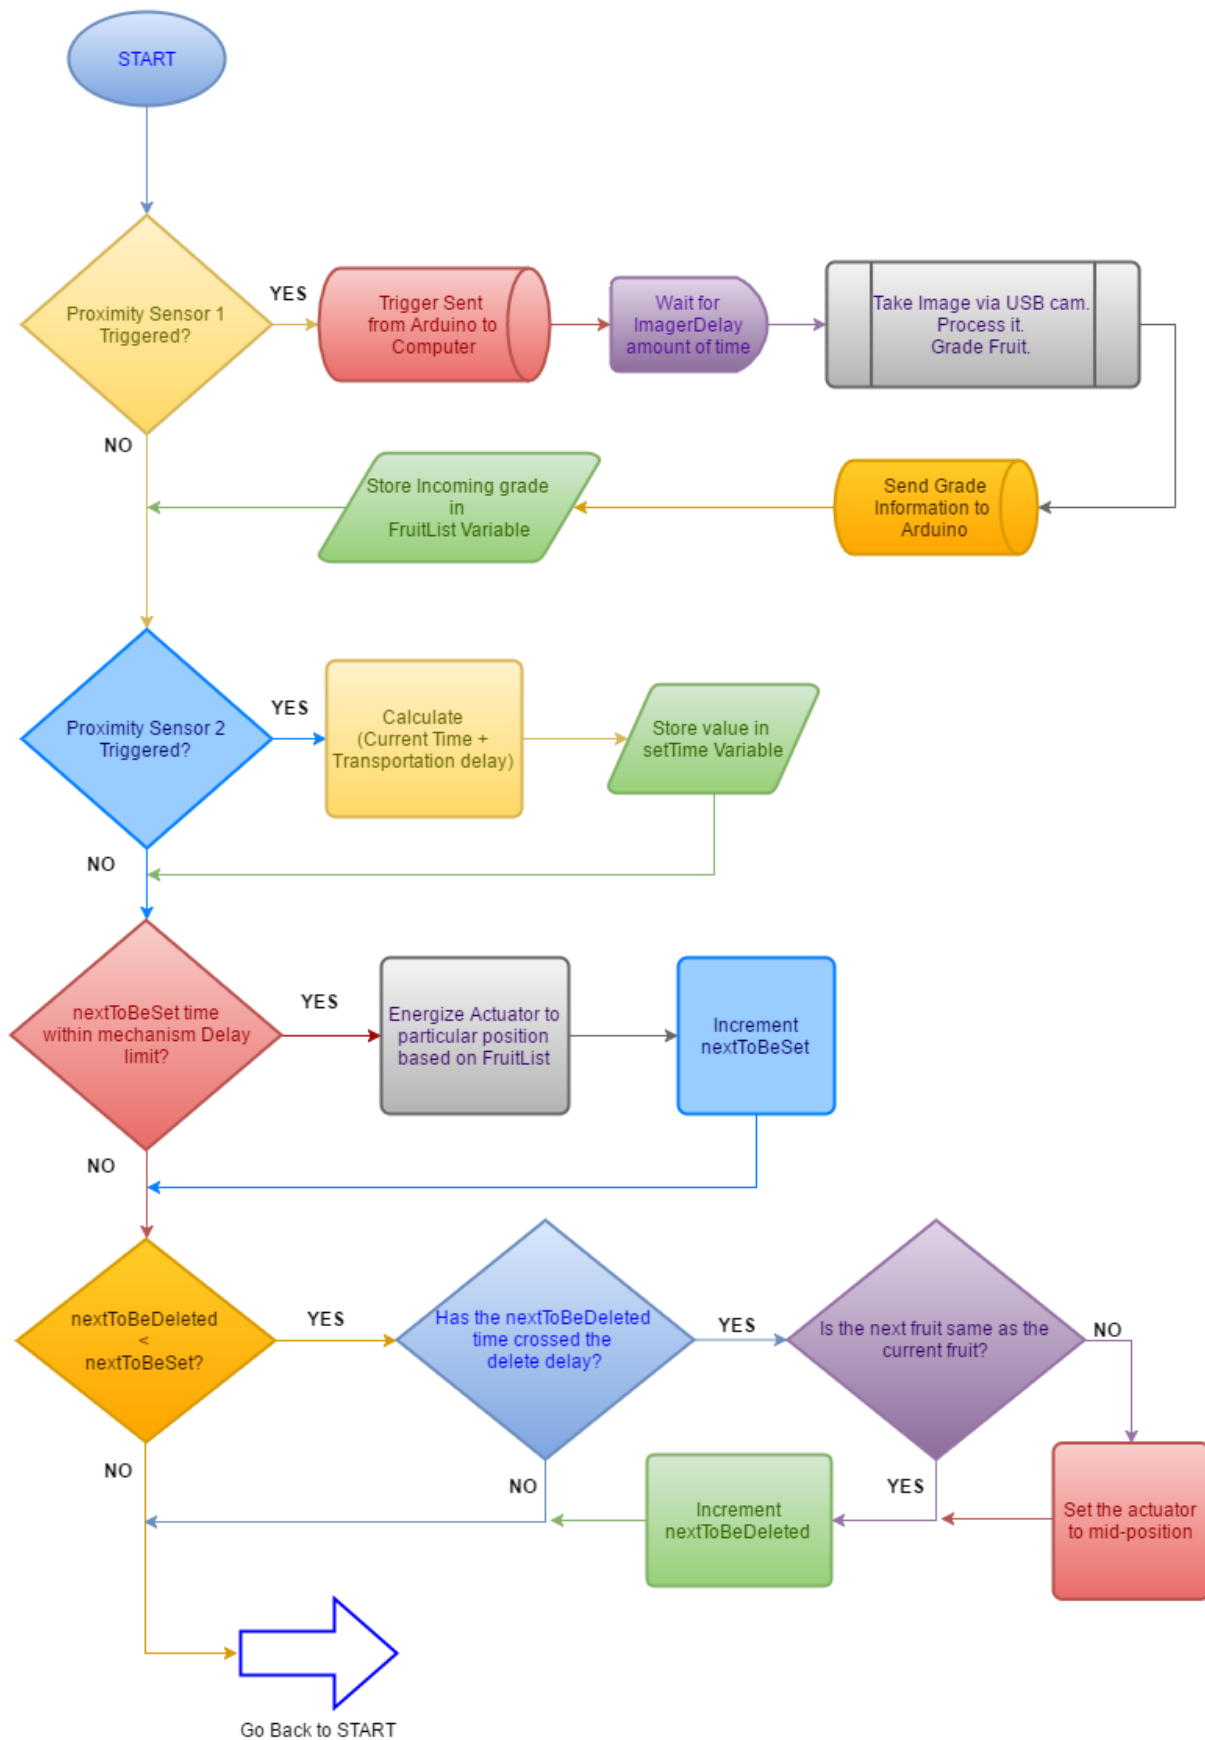 START
Proximity Sensor 1
Triggered?
YES
Trigger Sent
from Arduino to
Computer
Wait for
ImagerDelay
amount of time
Take Image via USB cam.
Process it.
Grade Fruit.
NO
Store Incoming grade
in
FruitList Variable
Send Grade
Information to
Arduino
Proximity Sensor 2
Triggered?
YES
Calculate
(Current Time +
Transportation delay)
Store value in
setTime Variable
NO
nextToBeSet time
within mechanism Delay
limit?
YES
Energize Actuator to
particular position
based on FruitList
Increment
nextToBeSet
NO
nextToBeDeleted
<
nextToBeSet?
YES
Has the nextToBeDeleted
time crossed the
delete delay?
YES
Is the next fruit same as the
current fruit?
NO
NO
NO
Increment
nextToBeDeleted
YES
Set the actuator
to mid-position
Go Back to START